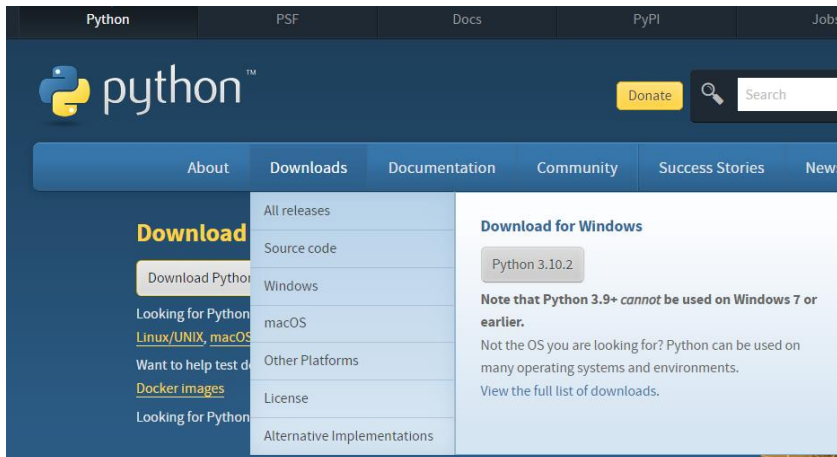 Python PSF Docs PyPI Jobs
python™
Donate Search
About Downloads Documentation Community Success Stories News
All releases
Source code
Windows
macOS
Other Platforms
License
Alternative Implementations
Download for Windows
Python 3.10.2
Note that Python 3.9+ cannot be used on Windows 7 or
earlier.
Not the OS you are looking for? Python can be used on
many operating systems and environments.
View the full list of downloads.
Download
Download Python
Looking for Python
Linux/UNIX, macOS
Want to help test d
Docker images
Looking for Python